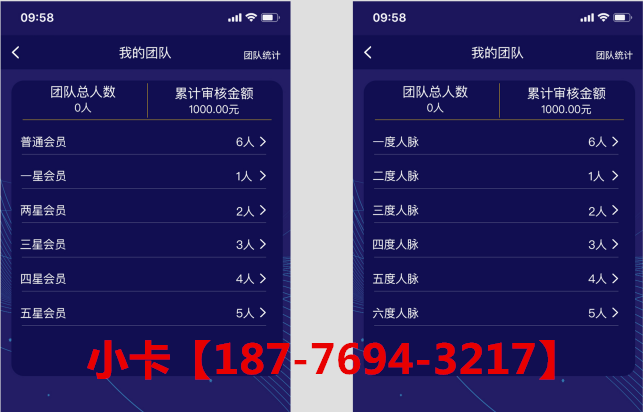 09:58
我的团队
团队统计
团队总人数
0人
累计审核金额
1000.00元
普通会员 6人
一星会员 1人
两星会员 2人
三星会员 3人
四星会员 4人
五星会员 5人
09:58
我的团队
团队统计
团队总人数
0人
累计审核金额
1000.00元
一度人脉 6人
二度人脉 1人
三度人脉 2人
四度人脉 3人
五度人脉 4人
六度人脉 5人
小卡【187-7694-3217】